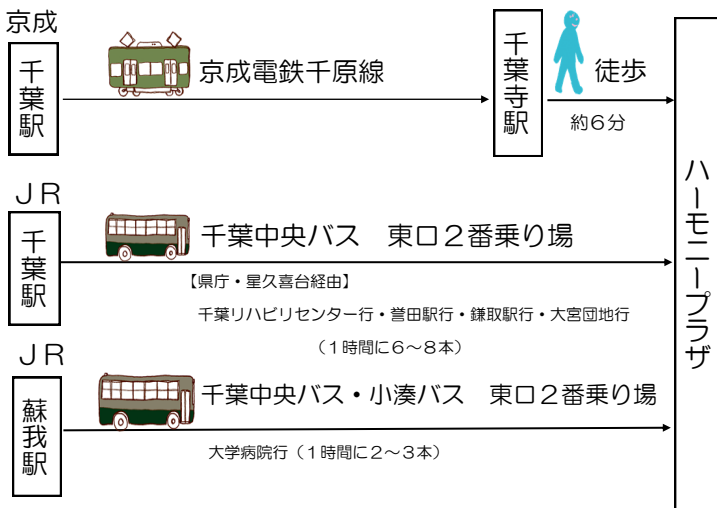 京成
千葉駅
京成電鉄千原線
千葉寺駅
徒歩
約6分
JR
千葉駅
千葉中央バス　東口2番乗り場
【県庁・星久喜台経由】
千葉リハビリセンター行・誉田駅行・鎌取駅行・大宮団地行
（1時間に6～8本）
JR
蘇我駅
千葉中央バス・小湊バス　東口2番乗り場
大学病院行（1時間に2～3本）
ハーモニープラザ